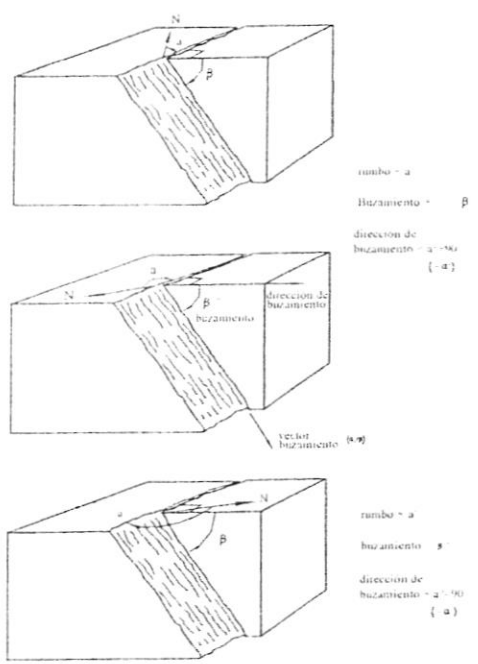 N
a
β
rumbo = a
Buzamiento = β
dirección de
buzamiento = a + 90
(-α)
a
N
β
buzamiento
dirección de
buzamiento
vector
buzamiento
N
a
β
rumbo = a
buzamiento
dirección de
buzamiento = a + 90
(-α)